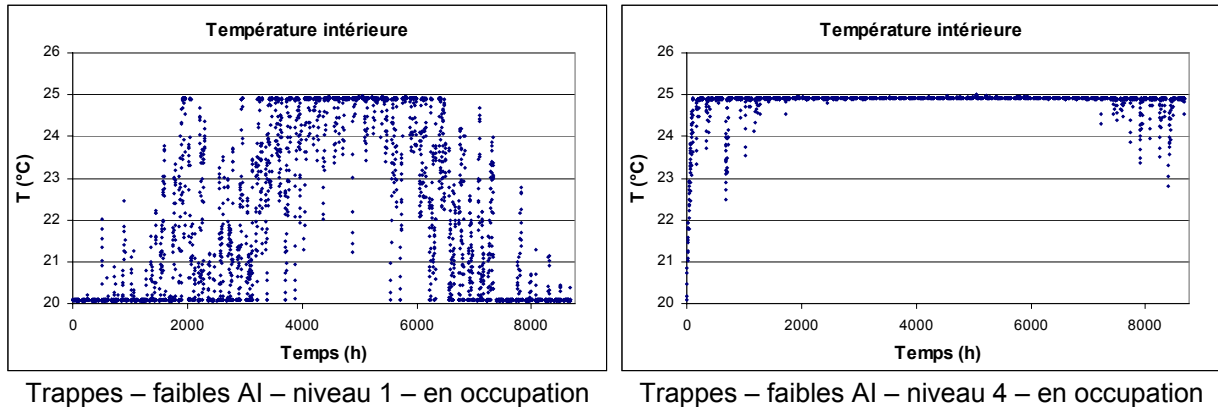 Température intérieure
26
25
24
23
22
21
20
T (°C)
0 2000 4000 6000 8000
Temps (h)
Trappes – faibles AI – niveau 1 – en occupation
Température intérieure
26
25
24
23
22
21
20
T (°C)
0 2000 4000 6000 8000
Temps (h)
Trappes – faibles AI – niveau 4 – en occupation